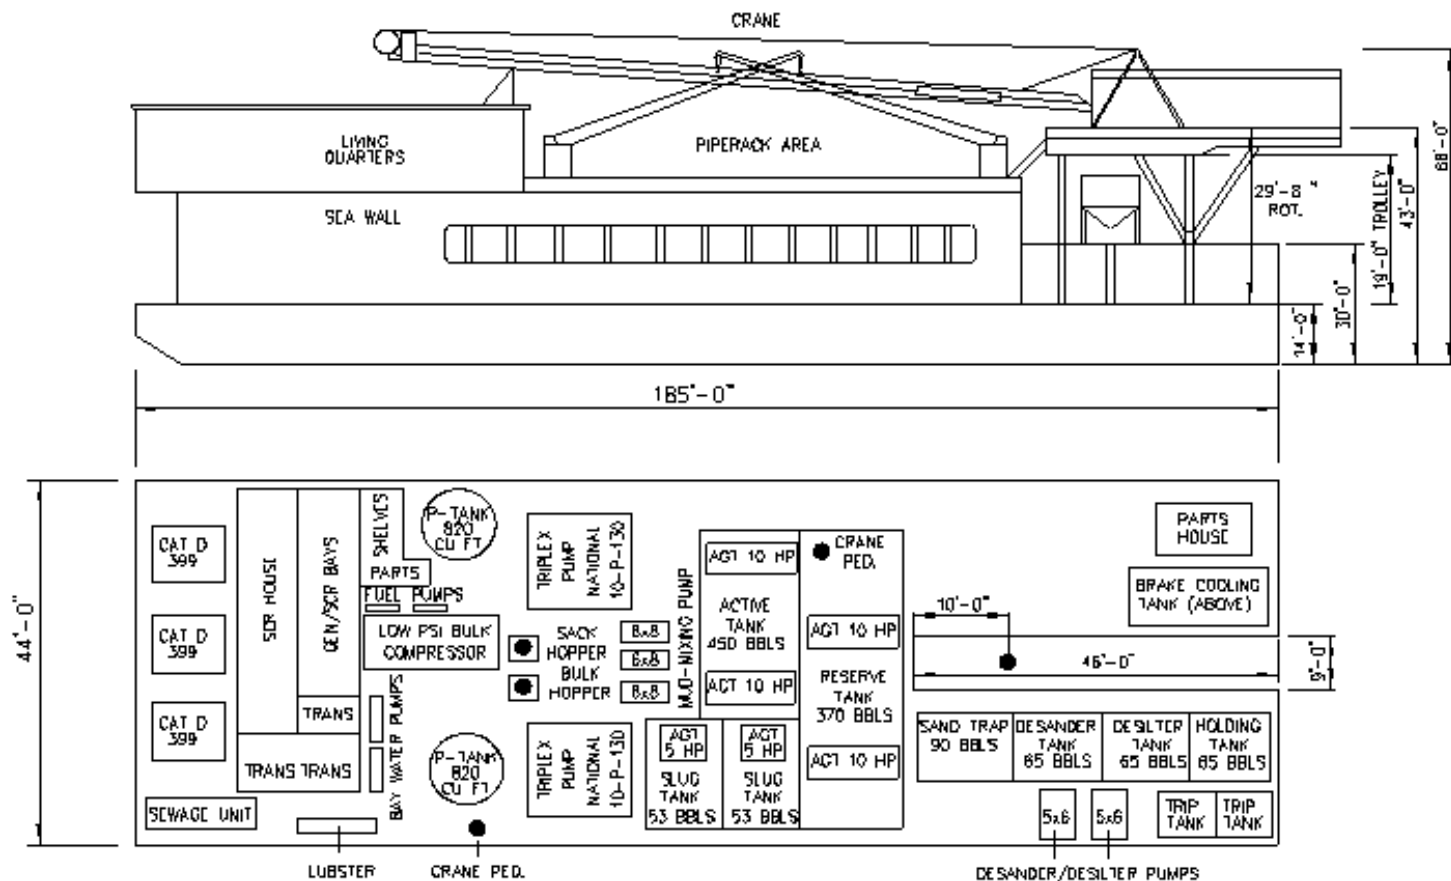 CRANE
LIVING
QUARTERS
PIPERACK AREA
SEA WALL
29'-8"
ROT.
19'-0" TROLLEY
14'-0"
30'-0"
43'-0"
68'-0"
185'-0"
44'-0"
CAT D
399
CAT D
399
CAT D
399
SCR HOUSE
GEN/SCR BAYS
SHELVES
PARTS
TRANS
TRANS TRANS
SEWAGE UNIT
LUBSTER
P-TANK
820
CU FT
FUEL PUMPS
LOW PSI BULK
COMPRESSOR
BAY WATER PUMPS
P-TANK
820
CU FT
CRANE PED.
TRIPLEX
PUMP
NATIONAL
10-P-130
SACK
HOPPER
BULK
HOPPER
8x8
6x8
8x8
MUD-MIXING PUMP
TRIPLEX
PUMP
NATIONAL
10-P-130
AGT 10 HP
ACTIVE
TANK
450 BBLS
AGT 10 HP
AGT
5 HP
SLUG
TANK
53 BBLS
AGT
5 HP
SLUG
TANK
53 BBLS
CRANE
PED.
AGT 10 HP
RESERVE
TANK
370 BBLS
AGT 10 HP
PARTS
HOUSE
BRAKE COOLING
TANK (ABOVE)
10'-0"
46'-0"
9'-0"
SAND TRAP
90 BBL'S
DESANDER
TANK
65 BBLS
DESILTER
TANK
65 BBLS
HOLDING
TANK
65 BBLS
5x6
5x6
TRIP
TANK
TRIP
TANK
DESANDER/DESILTER PUMPS